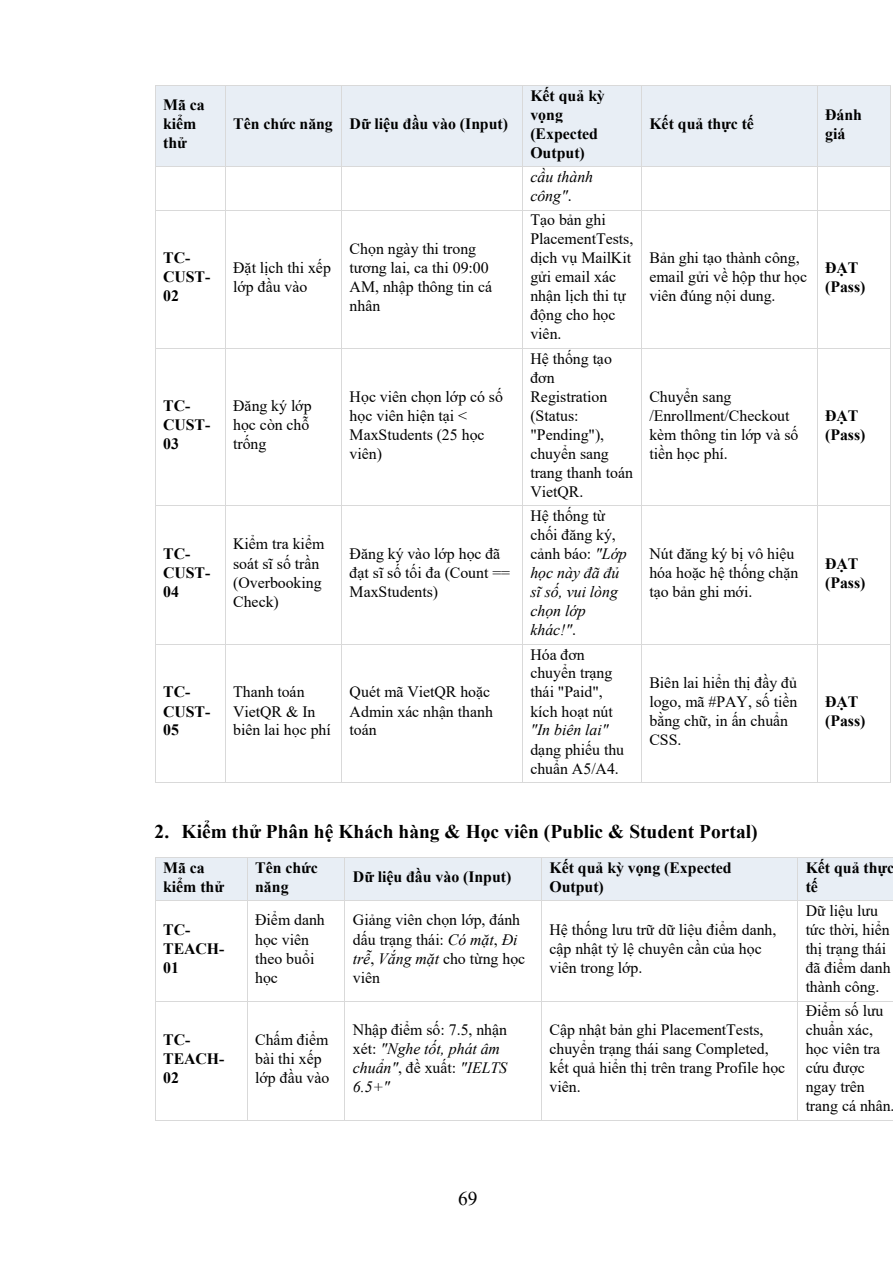 Mã ca kiểm thử | Tên chức năng | Dữ liệu đầu vào (Input) | Kết quả kỳ vọng (Expected Output) | Kết quả thực tế | Đánh giá
cầu thành công".
TC-CUST-02 | Đặt lịch thi xếp lớp đầu vào | Chọn ngày thi trong tương lai, ca thi 09:00 AM, nhập thông tin cá nhân | Tạo bản ghi PlacementTests, dịch vụ MailKit gửi email xác nhận lịch thi tự động cho học viên. | Bản ghi tạo thành công, email gửi về hộp thư học viên đúng nội dung. | ĐẠT (Pass)
TC-CUST-03 | Đăng ký lớp học còn chỗ trống | Học viên chọn lớp có số học viên hiện tại < MaxStudents (25 học viên) | Hệ thống tạo đơn Registration (Status: "Pending"), chuyển sang trang thanh toán VietQR. | Chuyển sang /Enrollment/Checkout kèm thông tin lớp và số tiền học phí. | ĐẠT (Pass)
TC-CUST-04 | Kiểm tra kiểm soát sĩ số trần (Overbooking Check) | Đăng ký vào lớp học đã đạt sĩ số tối đa (Count == MaxStudents) | Hệ thống từ chối đăng ký, cảnh báo: "Lớp học này đã đủ sĩ số, vui lòng chọn lớp khác!". | Nút đăng ký bị vô hiệu hóa hoặc hệ thống chặn tạo bản ghi mới. | ĐẠT (Pass)
TC-CUST-05 | Thanh toán VietQR & In biên lai học phí | Quét mã VietQR hoặc Admin xác nhận thanh toán | Hóa đơn chuyển trạng thái "Paid", kích hoạt nút "In biên lai" dạng phiếu thu chuẩn A5/A4. | Biên lai hiển thị đầy đủ logo, mã #PAY, số tiền bằng chữ, in ấn chuẩn CSS. | ĐẠT (Pass)
2. Kiểm thử Phân hệ Khách hàng & Học viên (Public & Student Portal)
Mã ca kiểm thử | Tên chức năng | Dữ liệu đầu vào (Input) | Kết quả kỳ vọng (Expected Output) | Kết quả thực tế
TC-TEACH-01 | Điểm danh học viên theo buổi học | Giảng viên chọn lớp, đánh dấu trạng thái: Có mặt, Đi trễ, Vắng mặt cho từng học viên | Hệ thống lưu trữ dữ liệu điểm danh, cập nhật tỷ lệ chuyên cần của học viên trong lớp. | Dữ liệu lưu tức thời, hiển thị trạng thái đã điểm danh thành công.
TC-TEACH-02 | Chấm điểm bài thi xếp lớp đầu vào | Nhập điểm số: 7.5, nhận xét: "Nghe tốt, phát âm chuẩn", đề xuất: "IELTS 6.5+" | Cập nhật bản ghi PlacementTests, chuyển trạng thái sang Completed, kết quả hiển thị trên trang Profile học viên. | Điểm số lưu chuẩn xác, học viên tra cứu được ngay trên trang cá nhân.
69